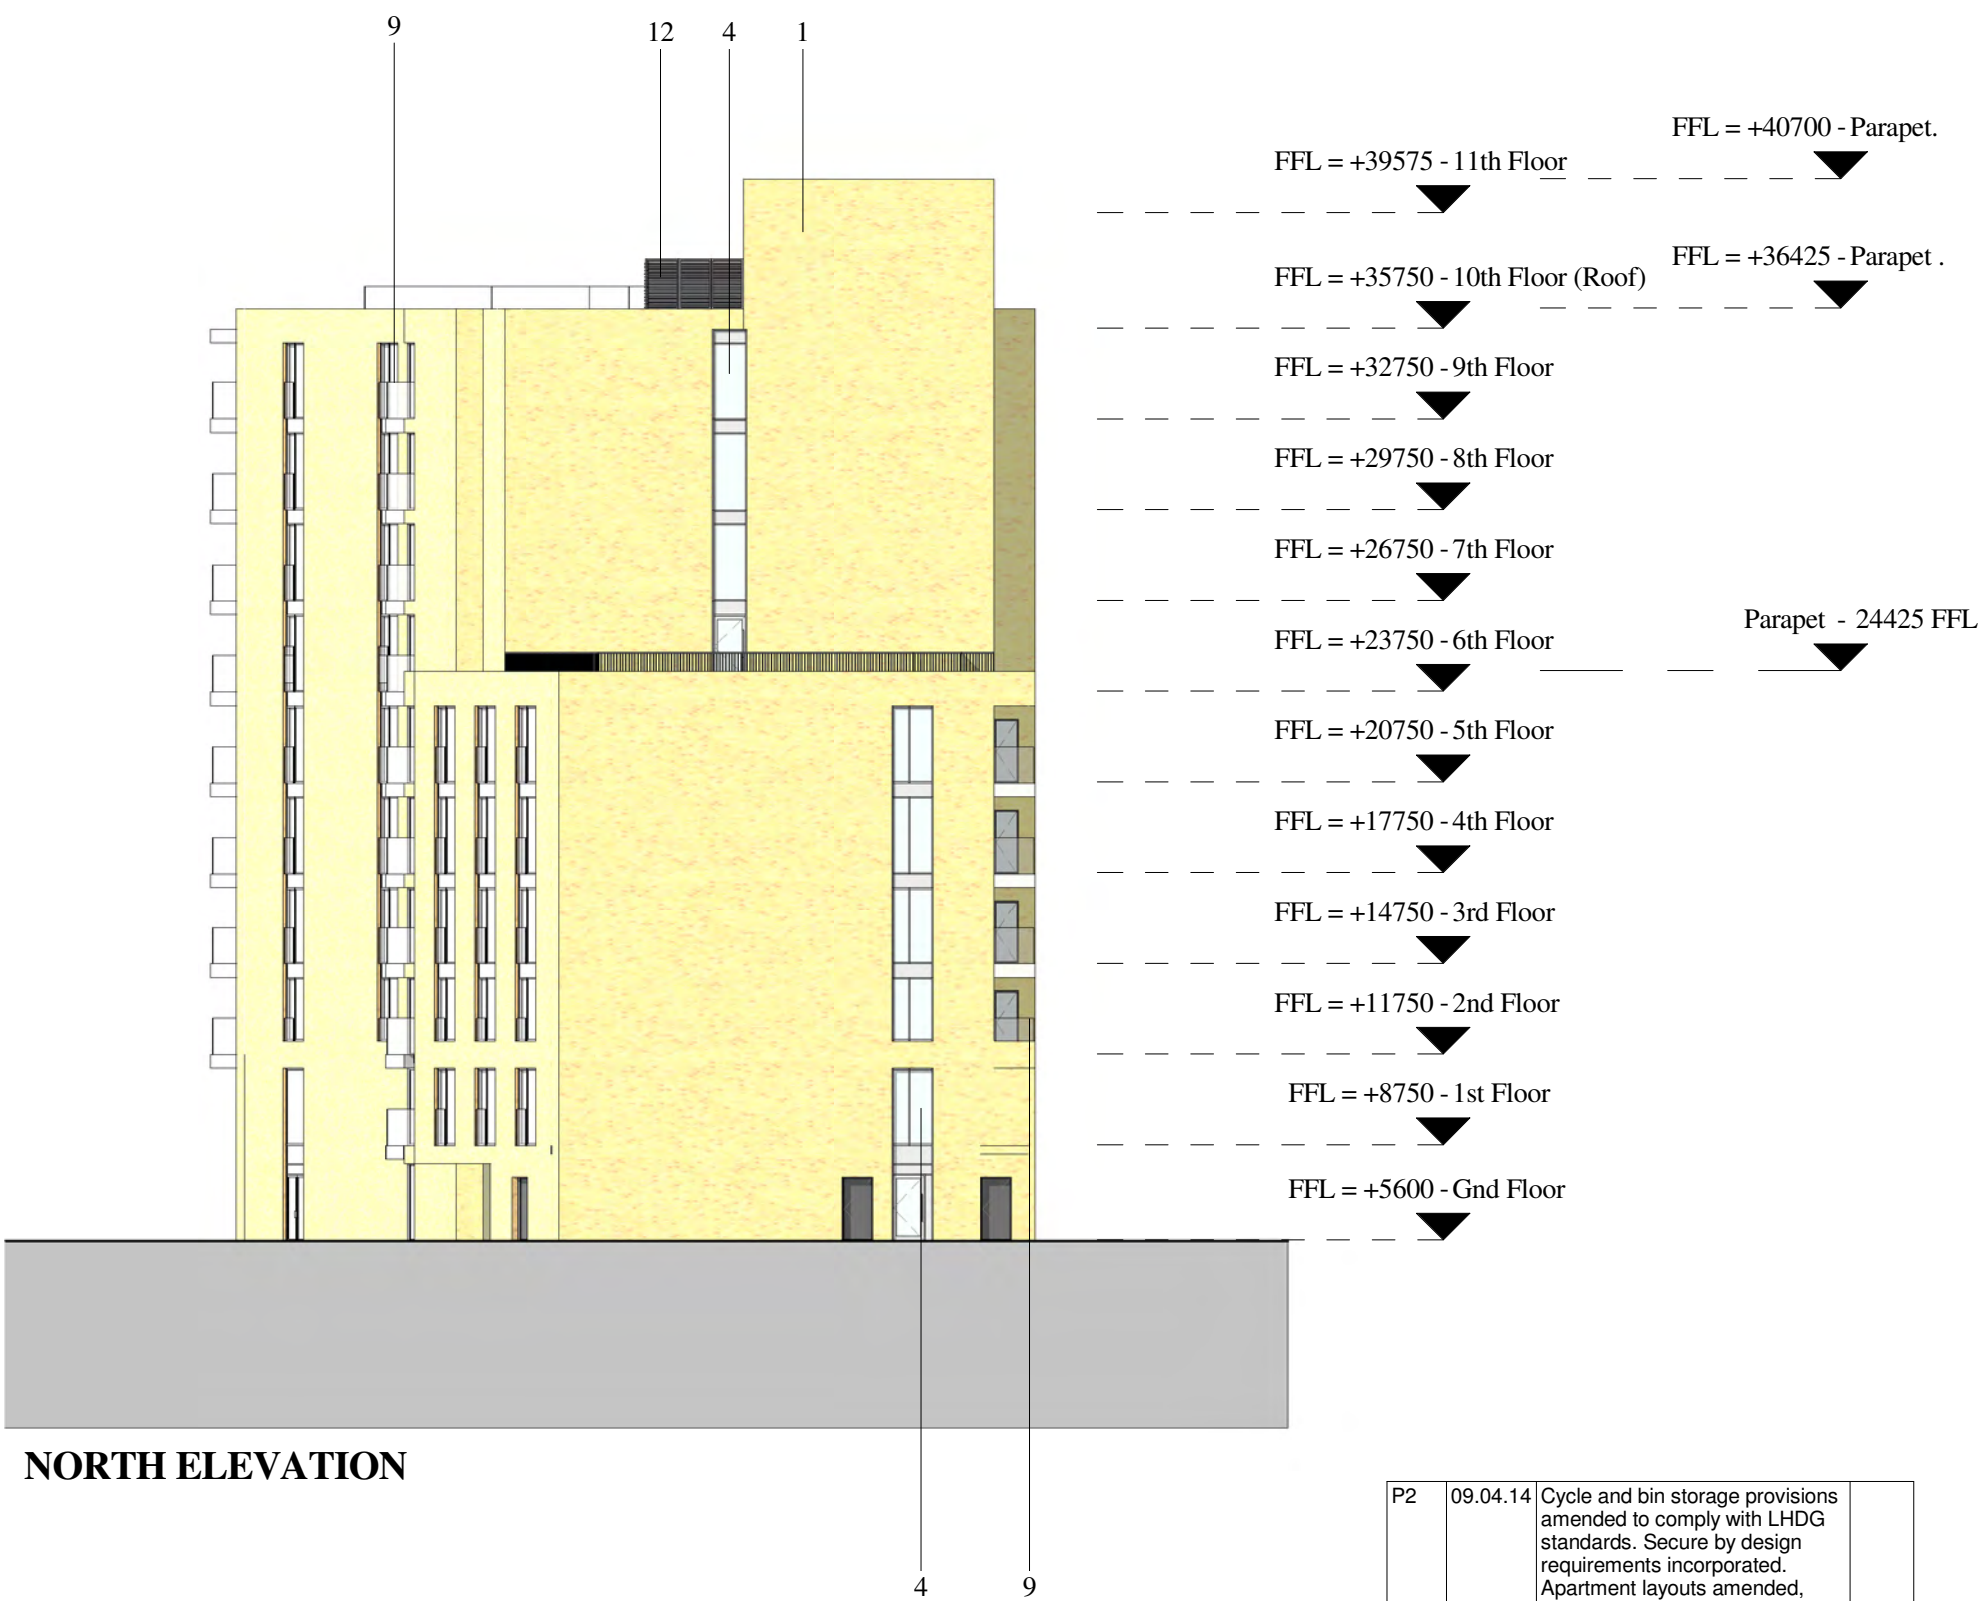 9
12 4 1
FFL = +40700 - Parapet.
FFL = +39575 - 11th Floor
FFL = +36425 - Parapet .
FFL = +35750 - 10th Floor (Roof)
FFL = +32750 - 9th Floor
FFL = +29750 - 8th Floor
FFL = +26750 - 7th Floor
Parapet - 24425 FFL
FFL = +23750 - 6th Floor
FFL = +20750 - 5th Floor
FFL = +17750 - 4th Floor
FFL = +14750 - 3rd Floor
FFL = +11750 - 2nd Floor
FFL = +8750 - 1st Floor
FFL = +5600 - Gnd Floor
NORTH ELEVATION
4 9
P2 09.04.14 Cycle and bin storage provisions
amended to comply with LHDG
standards. Secure by design
requirements incorporated.
Apartment layouts amended,